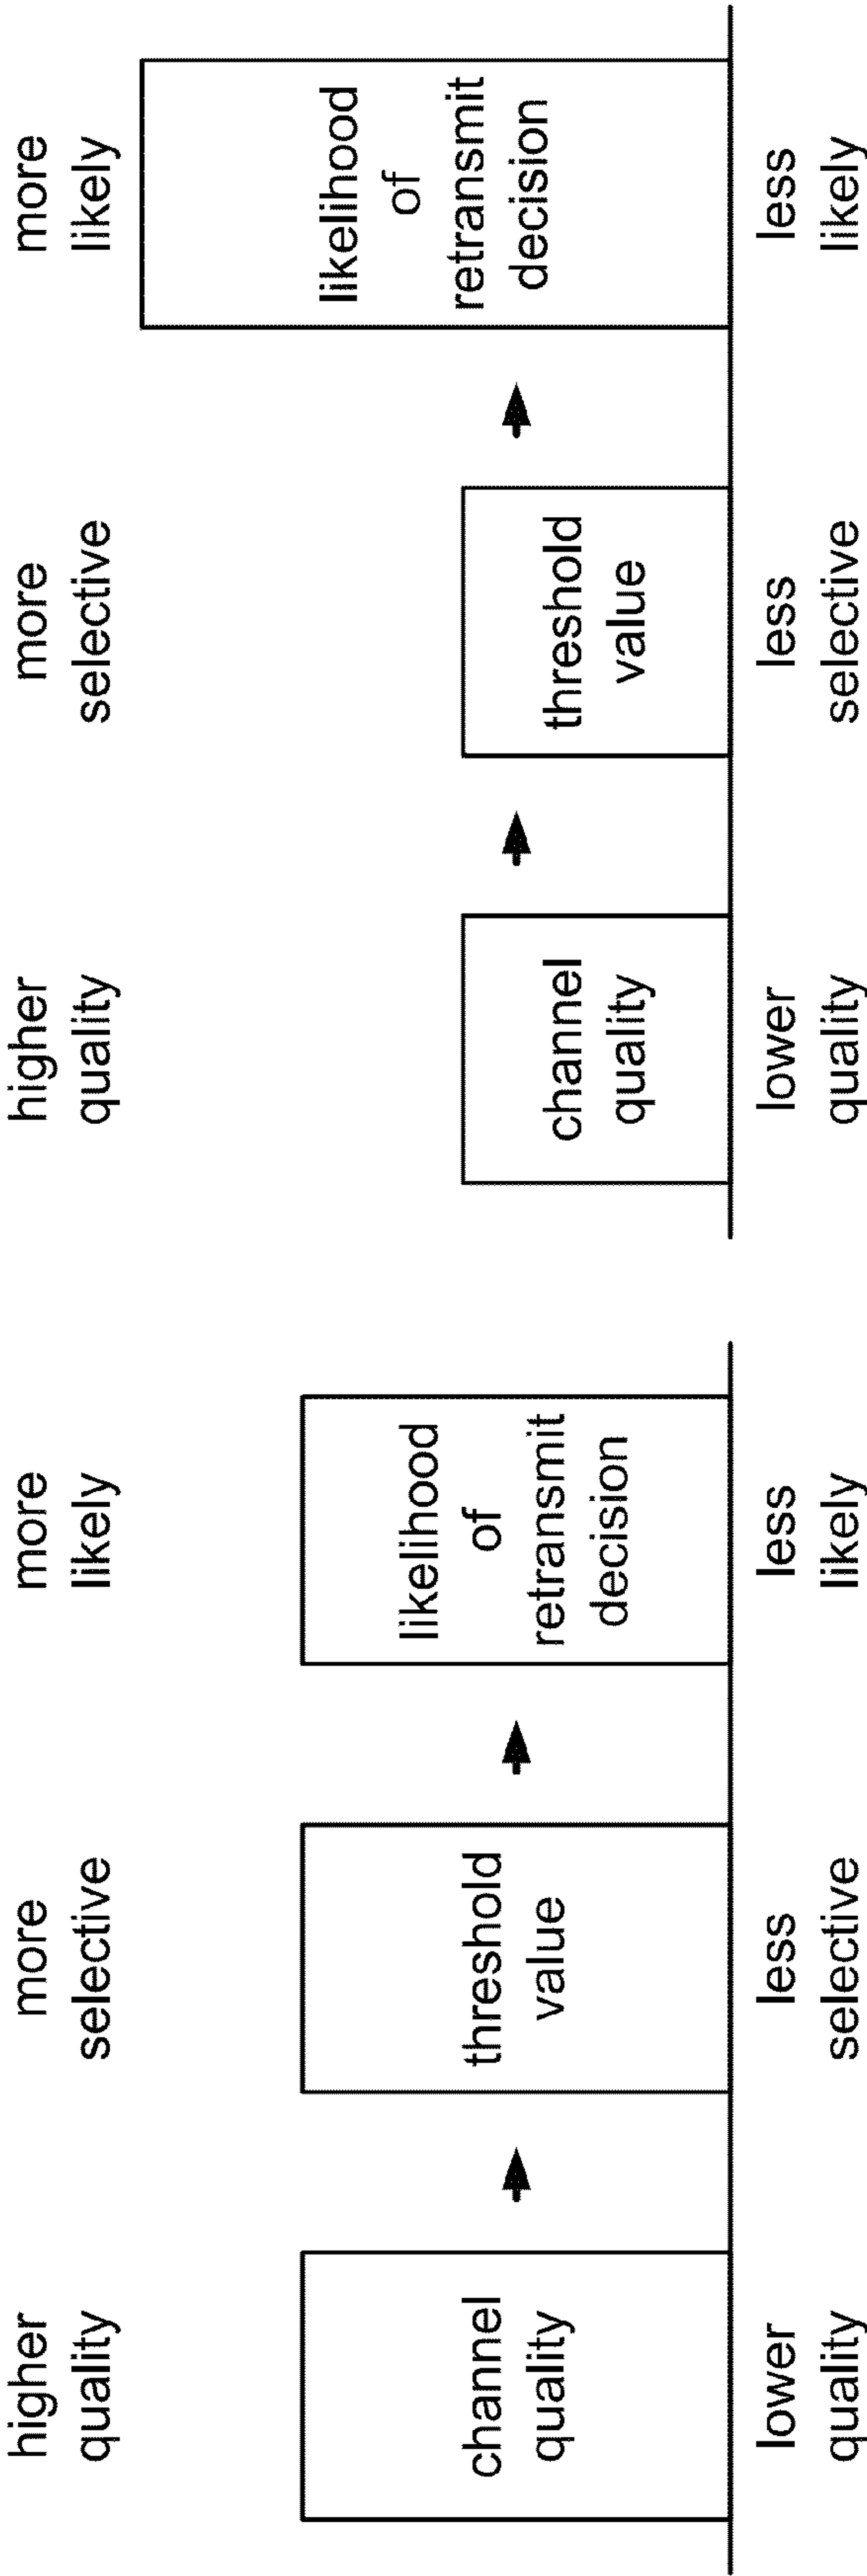 higher
quality
more
selective
more
likely
channel
quality
threshold
value
likelihood
of
retransmit
decision
lower
quality
less
selective
less
likely
higher
quality
more
selective
more
likely
channel
quality
threshold
value
likelihood
of
retransmit
decision
lower
quality
less
selective
less
likely